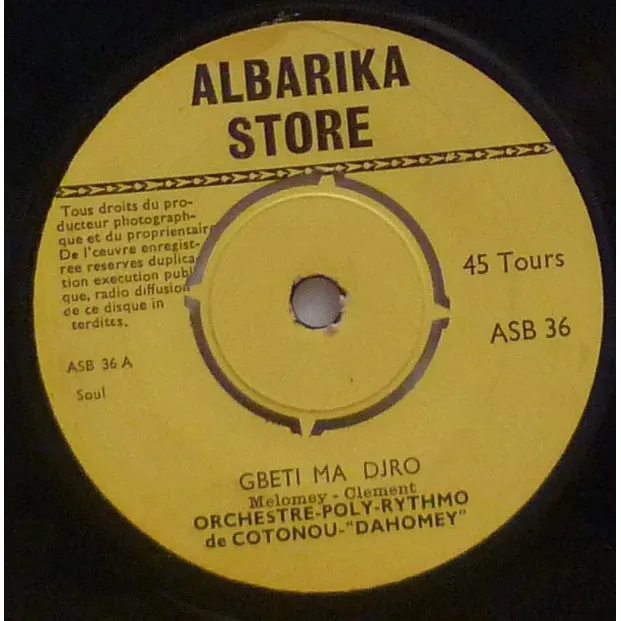 ALBARIKA
STORE
Tous droits du pro-
ducteur photograph-
que et du proprientaire
De l'œuvre enregist-
ree reserves duplica-
tion execution publ
que, radio diffusion
de ce disque in
terdites.
45 Tours
ASB 36
ASB 36 A
Soul
GBETI MA DJRO
Melomey - Clement
ORCHESTRE-POLY-RYTHMO
de COTONOU-"DAHOMEY"